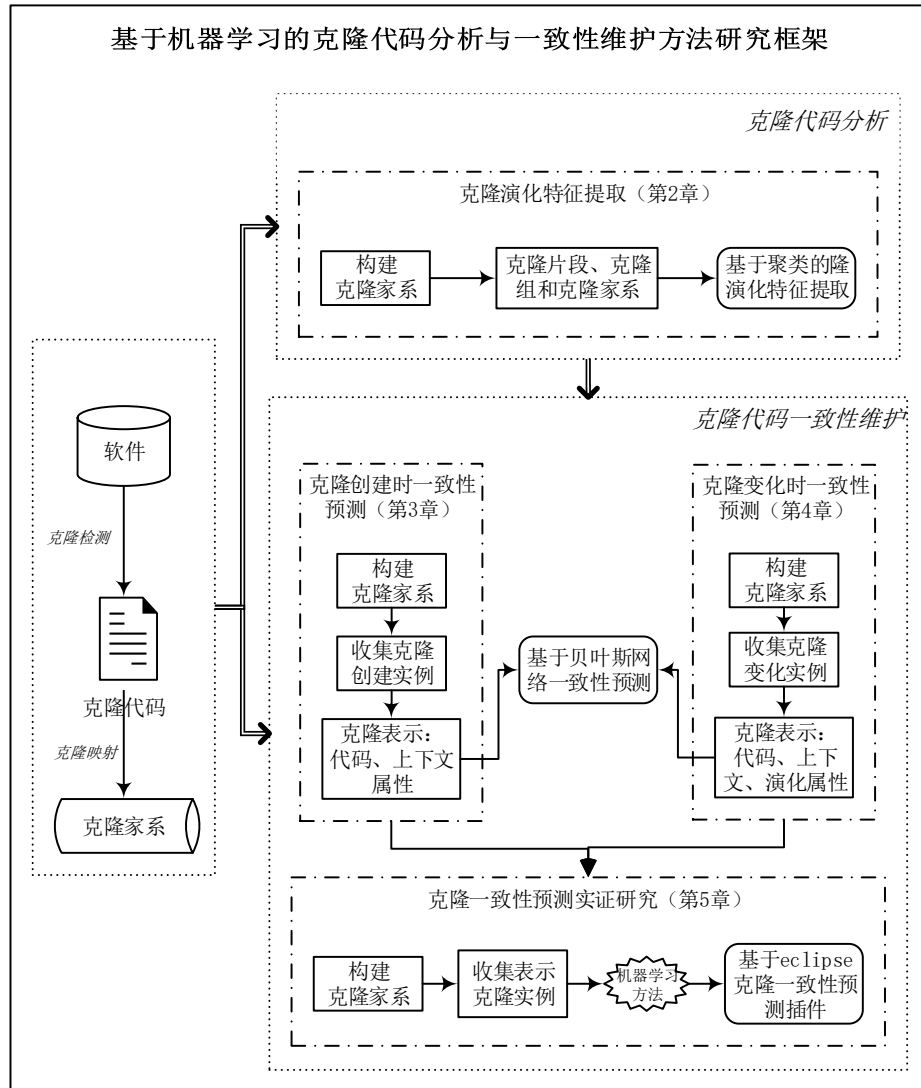 基于机器学习的克隆代码分析与一致性维护方法研究框架
克隆代码分析
克隆演化特征提取（第2章）
构建
克隆家系
克隆片段、克隆
组和克隆家系
基于聚类的隆
演化特征提取
软件
克隆检测
克隆代码
克隆映射
克隆家系
克隆代码一致性维护
克隆创建时一致性
预测（第3章）
构建
克隆家系
收集克隆
创建实例
克隆表示：
代码、上下文
属性
基于贝叶斯网
络一致性预测
克隆变化时一致性
预测（第4章）
构建
克隆家系
收集克隆
变化实例
克隆表示：
代码、上下
文、演化属性
克隆一致性预测实证研究（第5章）
构建
克隆家系
收集表示
克隆实例
机器学习
方法
基于eclipse
克隆一致性预
测插件